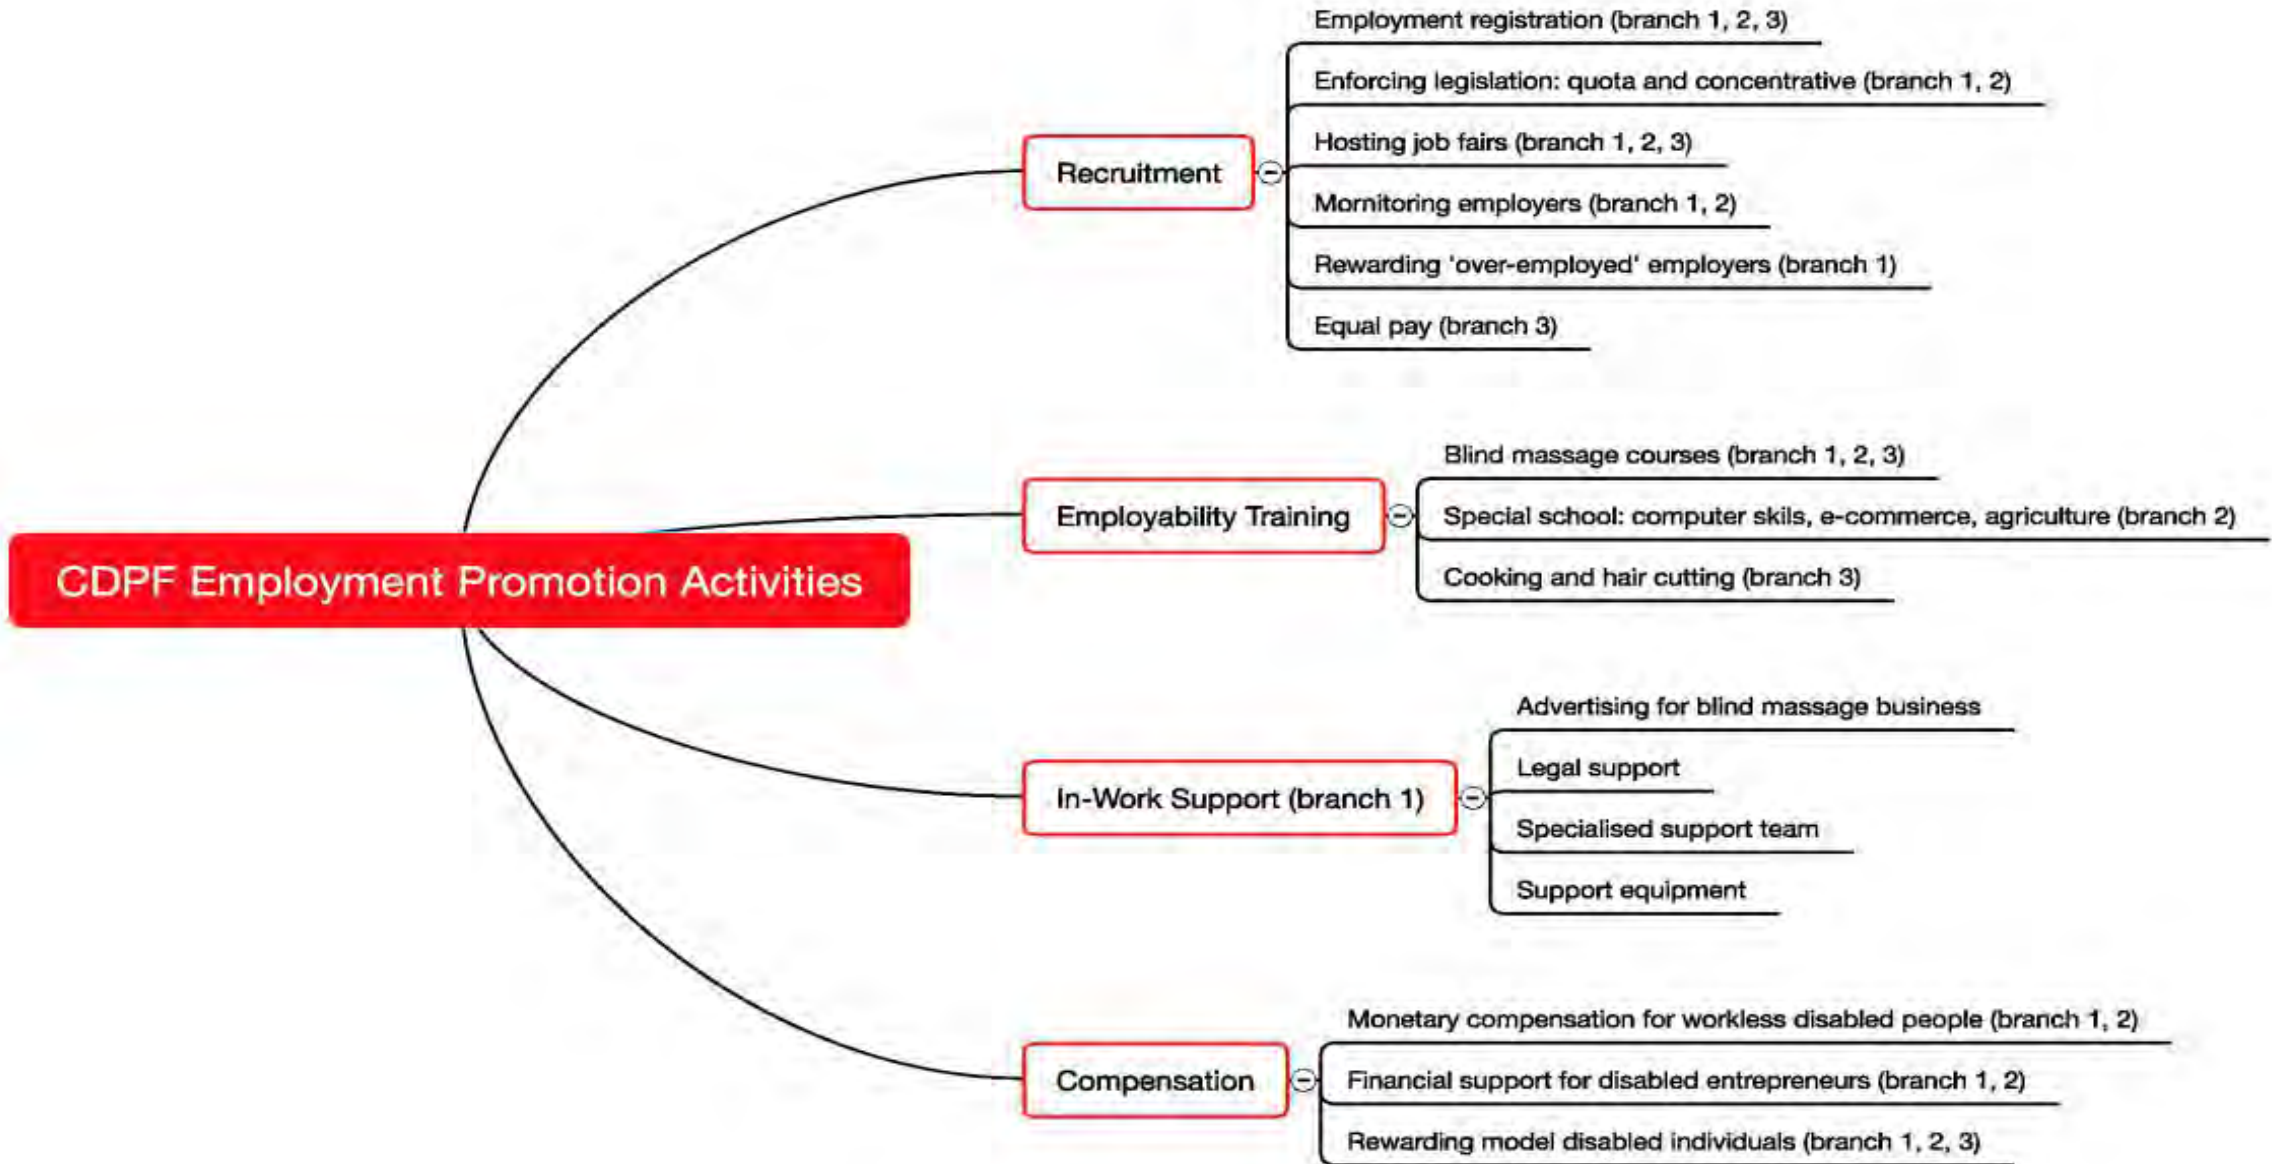 Employment registration (branch 1, 2, 3)
Enforcing legislation: quota and concentrative (branch 1, 2)
Hosting job fairs (branch 1, 2, 3)
Recruitment
Mornitoring employers (branch 1, 2)
Rewarding 'over-employed' employers (branch 1)
Equal pay (branch 3)
Blind massage courses (branch 1, 2, 3)
Employability Training
Special school: computer skils, e-commerce, agriculture (branch 2)
Cooking and hair cutting (branch 3)
CDPF Employment Promotion Activities
Advertising for blind massage business
Legal support
In-Work Support (branch 1)
Specialised support team
Support equipment
Monetary compensation for workless disabled people (branch 1, 2)
Compensation
Financial support for disabled entrepreneurs (branch 1, 2)
Rewarding model disabled individuals (branch 1, 2, 3)